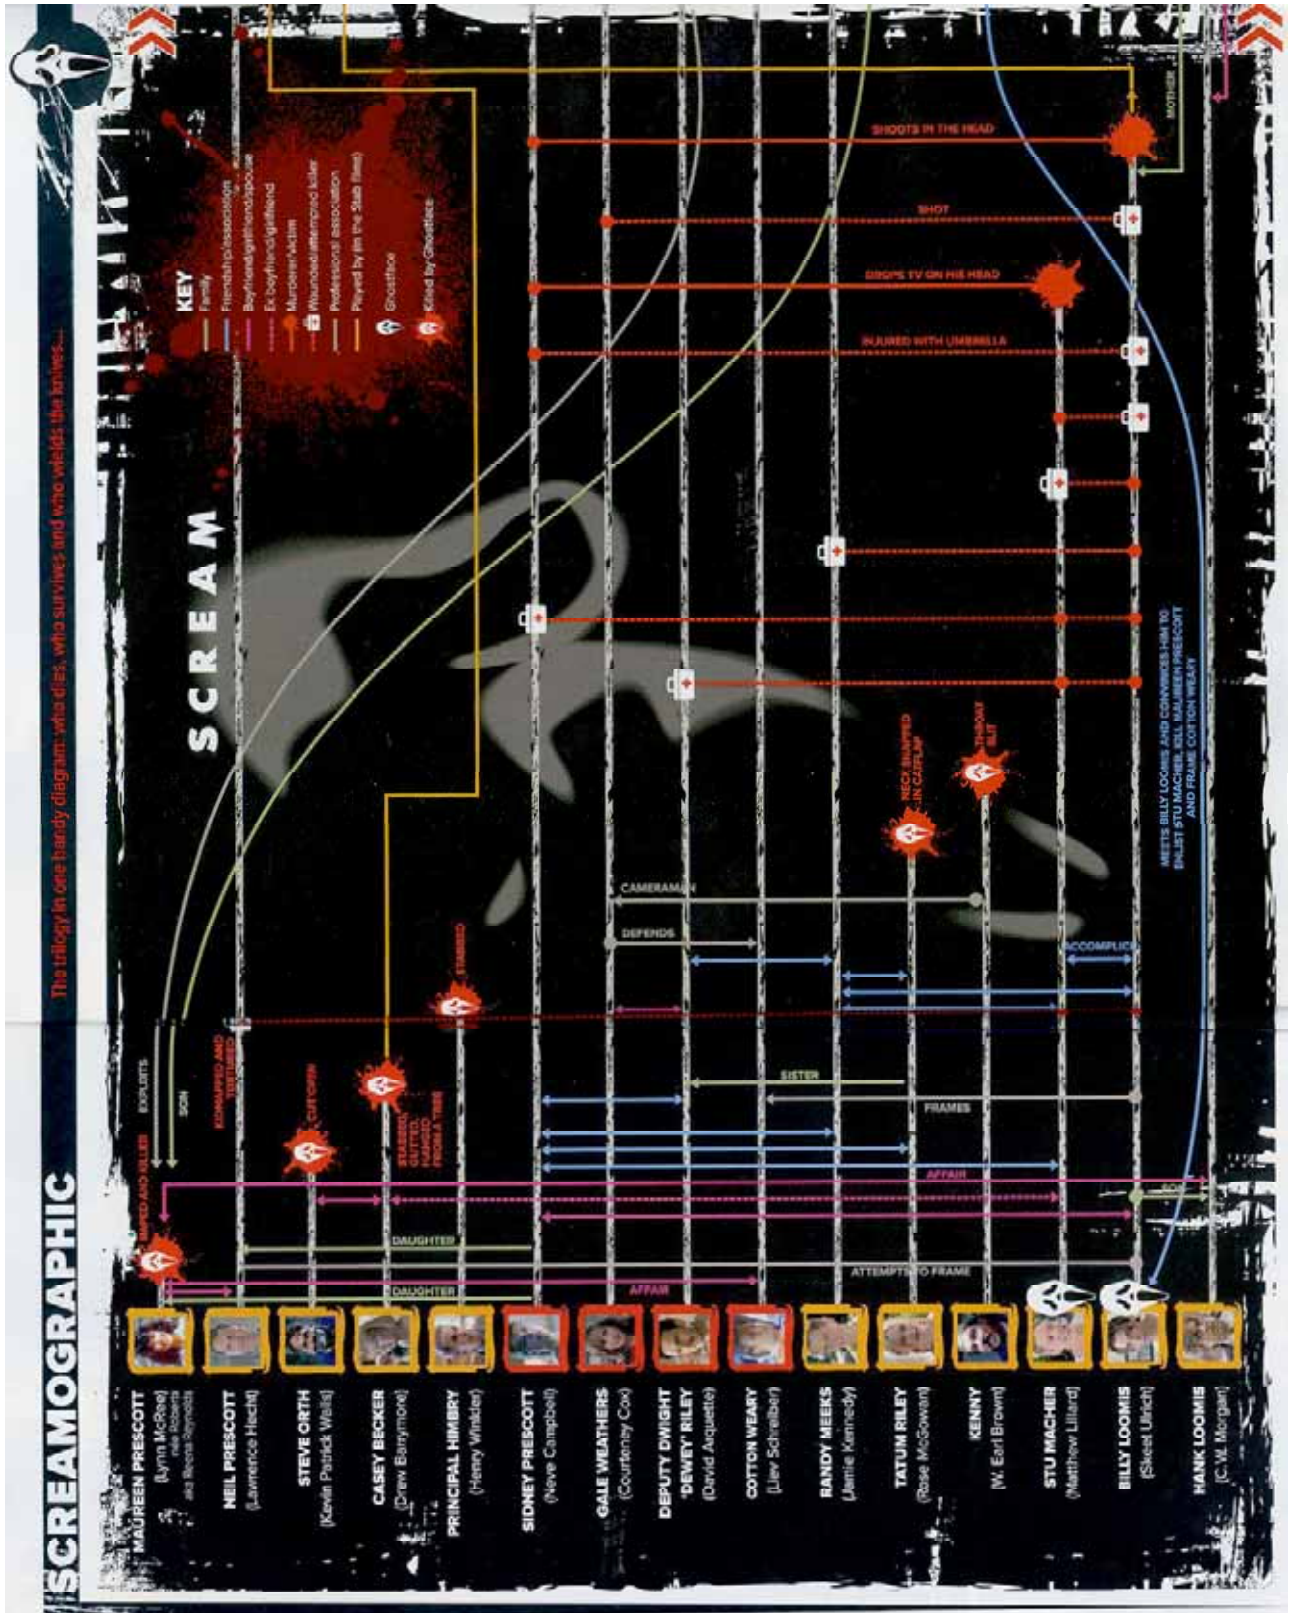 SCREAMOGRAPHIC
The trilogy in one handy diagram: who dies, who survives and who wields the knives...
SCREAM
KEY
Family
Friendship/association
Boyfriend/girlfriend/spouse
Ex boyfriend/girlfriend
Murderer/victim
Wounded/attempted killer
Professional association
Played by (in the Stab films)
Ghostface
Killed by Ghostface
MAUREEN PRESCOTT
(Lynn McRee)
née Roberts
aka Reena Reynolds
NEIL PRESCOTT
(Lawrence Hecht)
STEVE ORTH
(Kevin Patrick Walls)
CASEY BECKER
(Drew Barrymore)
PRINCIPAL HIMBRY
(Henry Winkler)
SIDNEY PRESCOTT
(Neve Campbell)
GALE WEATHERS
(Courteney Cox)
DEPUTY DWIGHT
'DEWEY' RILEY
(David Arquette)
COTTON WEARY
(Liev Schreiber)
RANDY MEEKS
(Jamie Kennedy)
TATUM RILEY
(Rose McGowan)
KENNY
(W. Earl Brown)
STU MACHER
(Matthew Lillard)
BILLY LOOMIS
(Skeet Ulrich)
HANK LOOMIS
(C.W. Morgan)
AND KILLED
EXPLOITS
SON
KIDNAPPED AND
TORTURED
CUT OPEN
STABBED,
GUTTED,
HANGED
FROM A TREE
STABBED
DAUGHTER
DAUGHTER
AFFAIR
ATTEMPTS TO FRAME
AFFAIR
FRAMES
SISTER
DEFENDS
CAMERAMAN
ACCOMPLICE
NECK SNAPPED
IN CATFLAP
THROAT
SLIT
MEETS BILLY LOOMIS AND CONVINCES HIM TO
ENLIST STU MACHER, KILL MAUREEN PRESCOTT
AND FRAME COTTON WEARY
INJURED WITH UMBRELLA
DROPS TV ON HIS HEAD
SHOT
SHOOTS IN THE HEAD
MOTHER